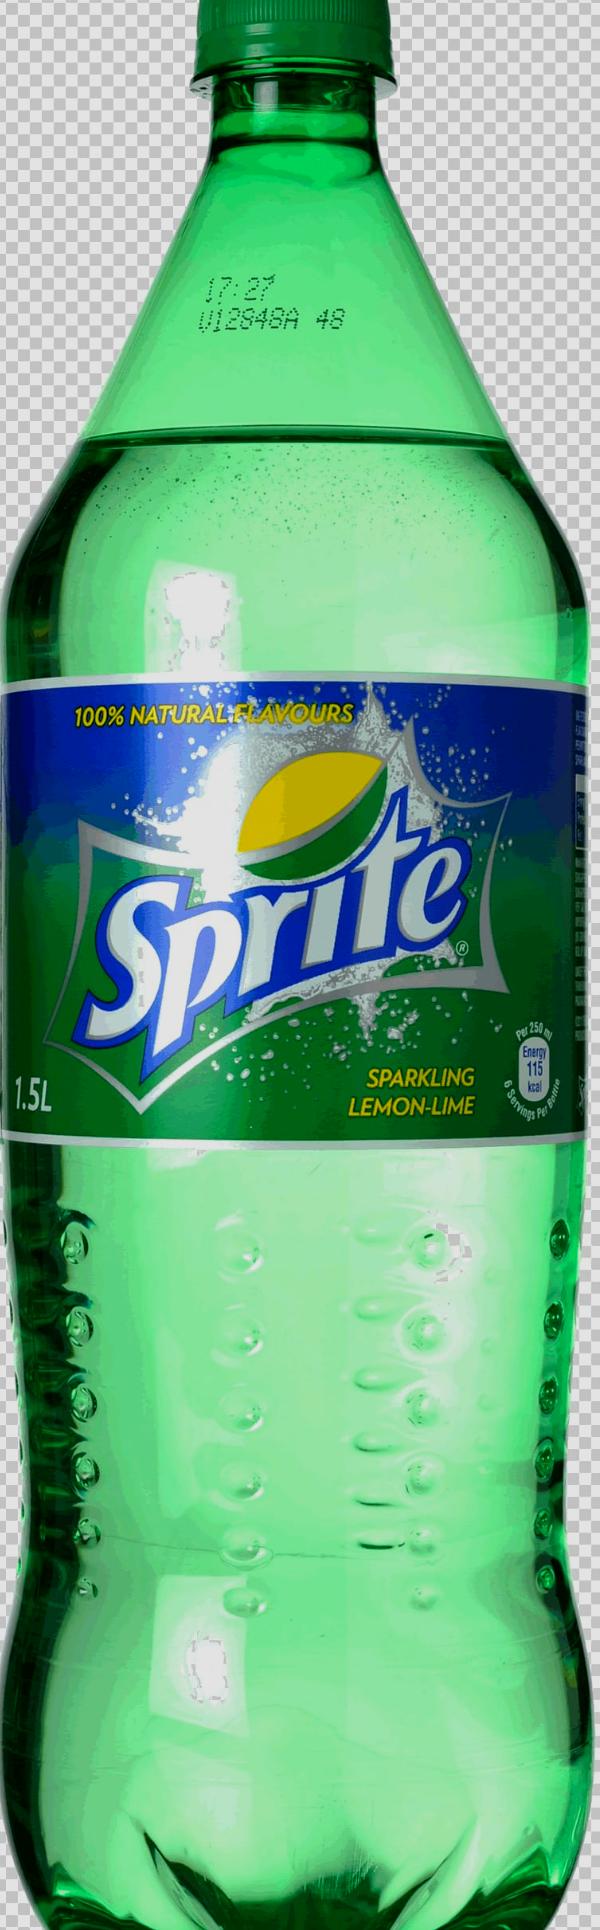 17:27
V12848A 48
100% NATURAL FLAVOURS
Sprite
®
Per 250 ml
Energy
115
kcal
6 Servings Per Bottle
SPARKLING
LEMON-LIME
1.5L